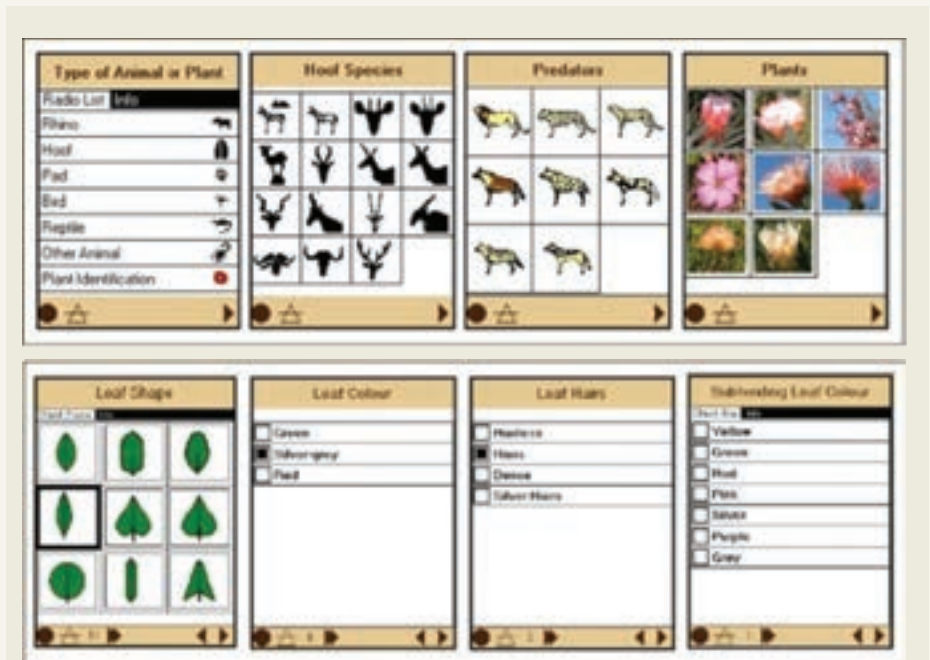 Type of Animal or Plant
Radio List Info
Rhino
Hoof
Pad
Bird
Reptile
Other Animal
Plant Identification
Hoof Species
Predators
Plants
Leaf Shape
Leaf Colour
Green
Silver-grey
Red
Leaf Hairs
Hairless
Hairs
Dense
Silver Hairs
Subtending Leaf Colour
Yellow
Green
Red
Pink
Silver
Purple
Grey